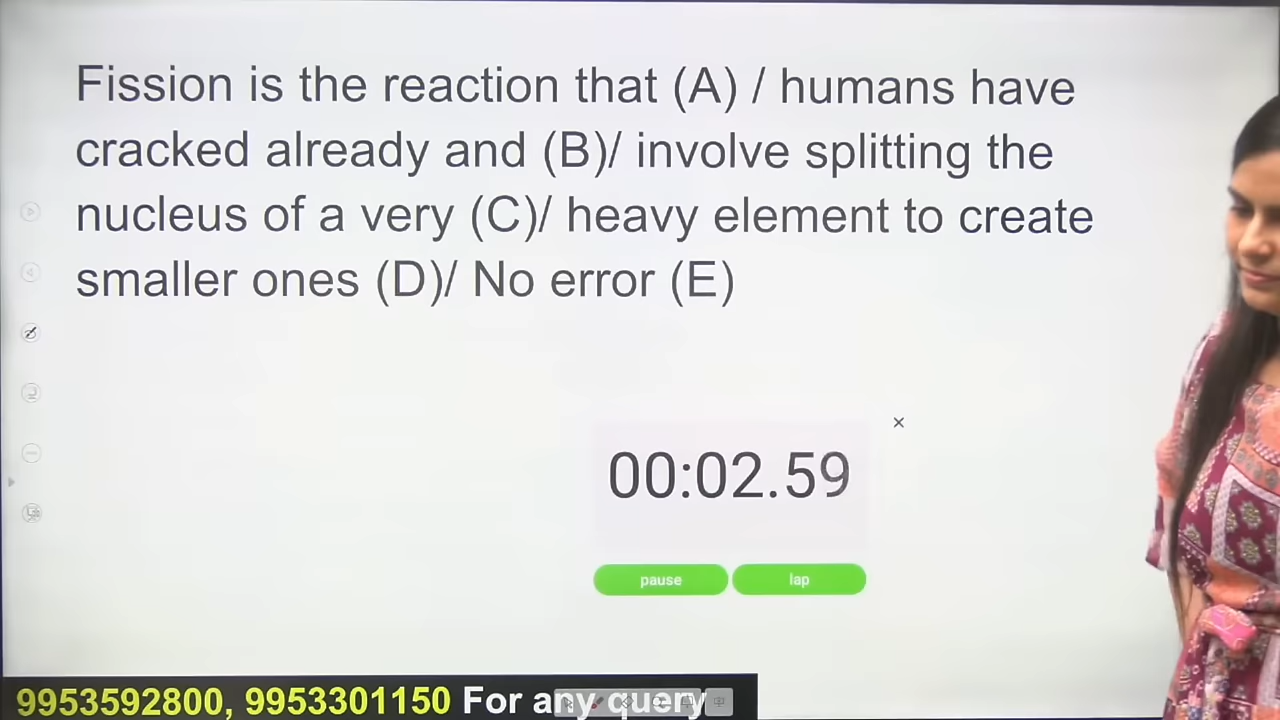 Fission is the reaction that (A) / humans have
cracked already and (B)/ involve splitting the
nucleus of a very (C)/ heavy element to create
smaller ones (D)/ No error (E)
00:02.59
pause lap
9953592800, 9953301150 For any query